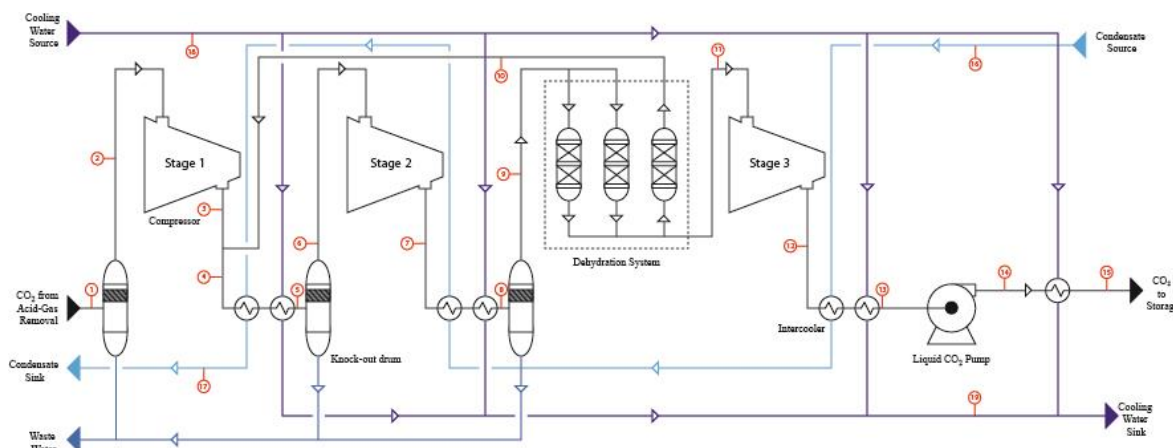 Cooling
Water
Source
18
11
Condensate
Source
16
10
2
Stage 1
Stage 2
9
Stage 3
3
Compressor
6
7
12
4
Dehydration System
CO₂ from
Acid-Gas
Removal
1
5
8
13
14
15
CO₂
to
Storage
Intercooler
Liquid CO₂ Pump
Knock-out drum
Condensate
Sink
17
19
Cooling
Water
Sink
Waste